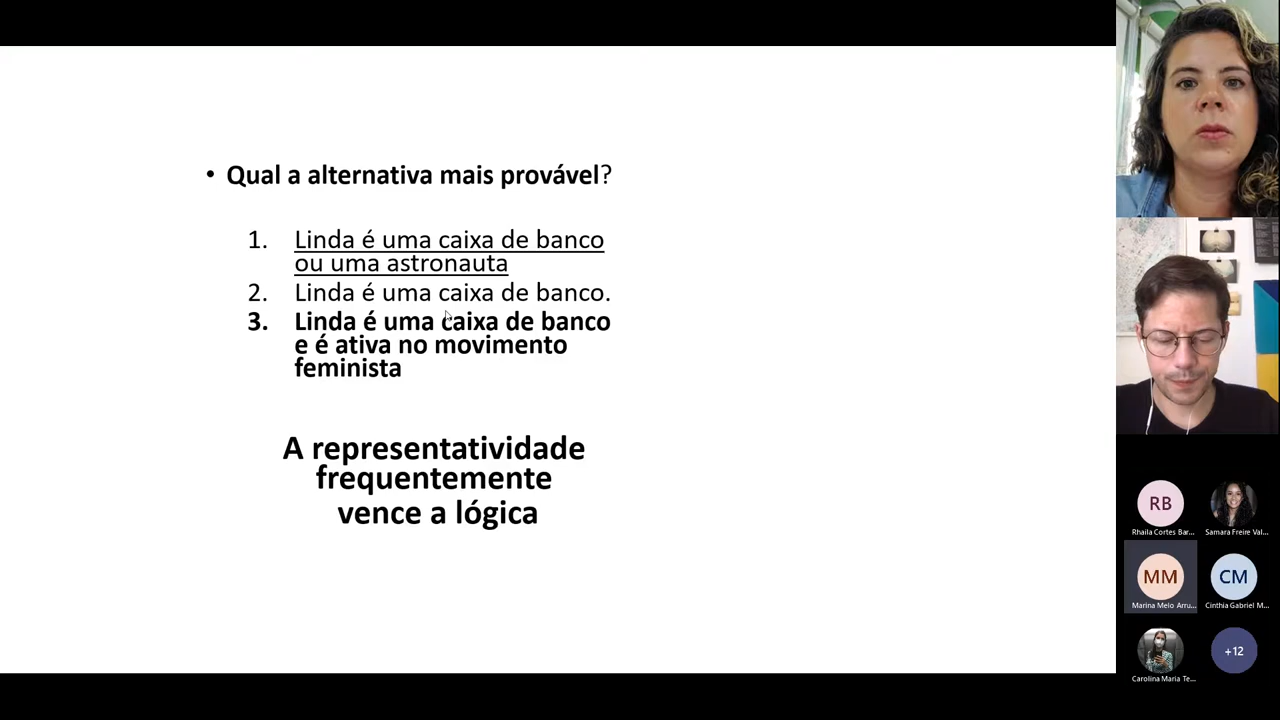 • Qual a alternativa mais provável?
1. Linda é uma caixa de banco
ou uma astronauta
2. Linda é uma caixa de banco.
3. Linda é uma caixa de banco
e é ativa no movimento
feminista
A representatividade
frequentemente
vence a lógica
RB
Rhaila Cortes Bar...
Samara Freire Val...
MM
Marina Melo Arru...
CM
Cinthia Gabriel M...
Carolina Maria Te...
+12